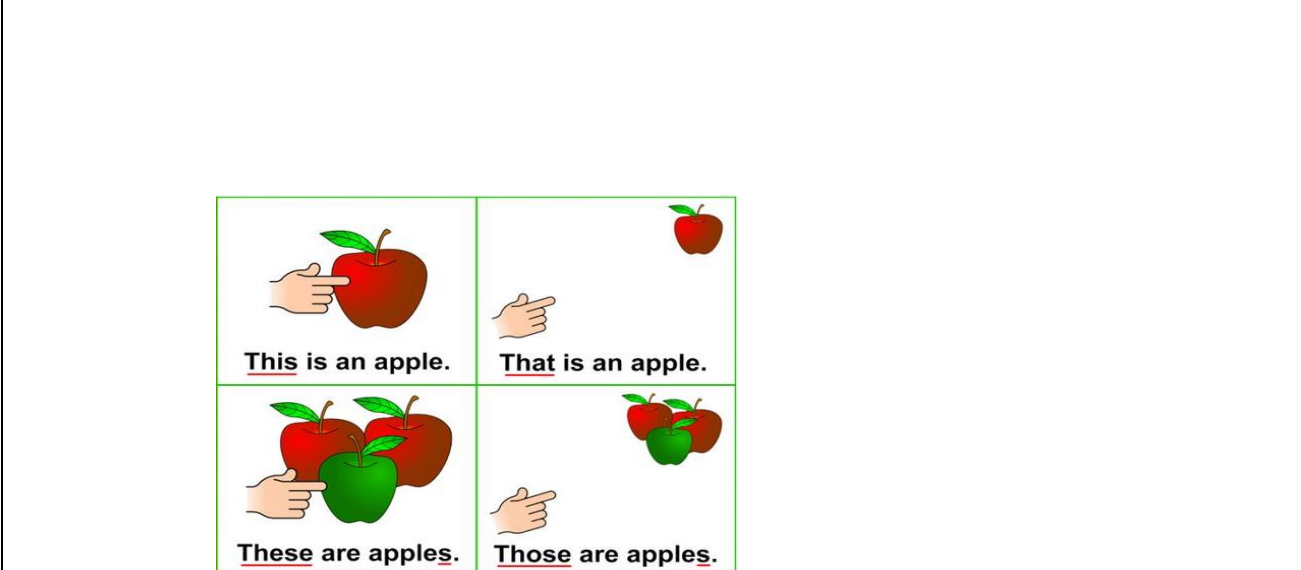 This is an apple.
That is an apple.
These are apples.
Those are apples.